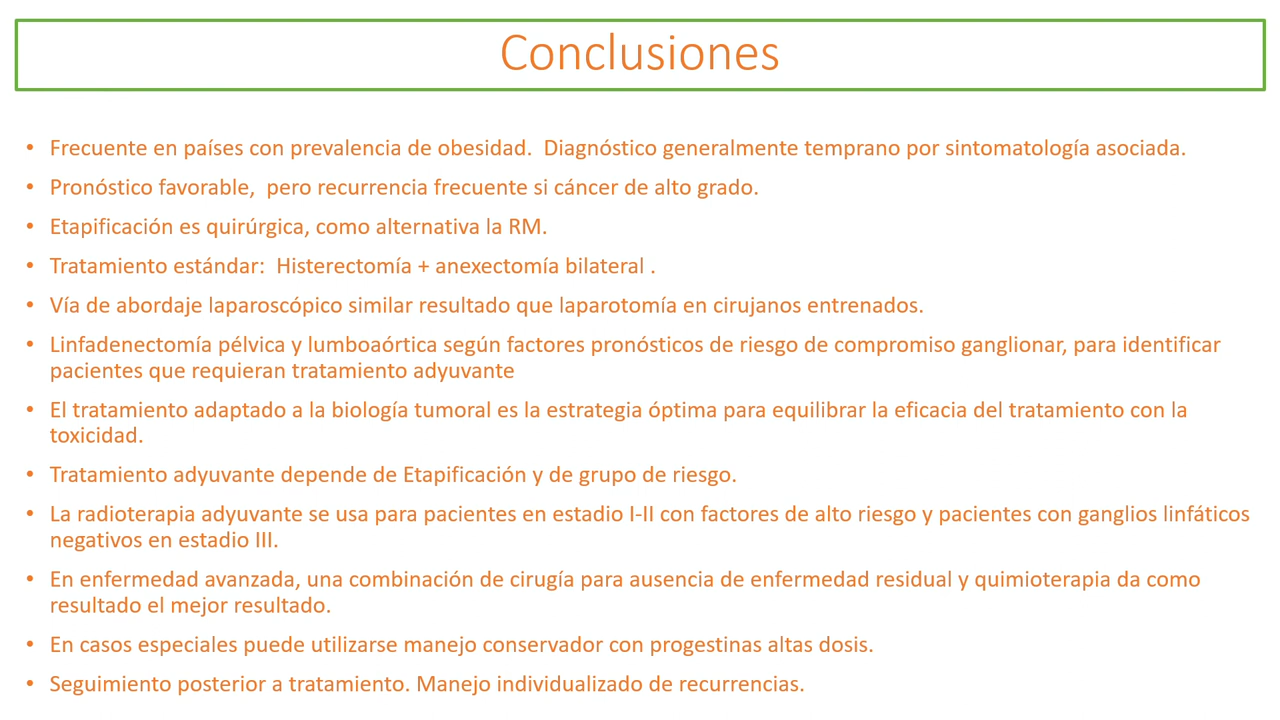 Conclusiones
• Frecuente en países con prevalencia de obesidad.  Diagnóstico generalmente temprano por sintomatología asociada.
• Pronóstico favorable,  pero recurrencia frecuente si cáncer de alto grado.
• Etapificación es quirúrgica, como alternativa la RM.
• Tratamiento estándar:  Histerectomía + anexectomía bilateral .
• Vía de abordaje laparoscópico similar resultado que laparotomía en cirujanos entrenados.
• Linfadenectomía pélvica y lumboaórtica según factores pronósticos de riesgo de compromiso ganglionar, para identificar
pacientes que requieran tratamiento adyuvante
• El tratamiento adaptado a la biología tumoral es la estrategia óptima para equilibrar la eficacia del tratamiento con la
toxicidad.
• Tratamiento adyuvante depende de Etapificación y de grupo de riesgo.
• La radioterapia adyuvante se usa para pacientes en estadio I-II con factores de alto riesgo y pacientes con ganglios linfáticos
negativos en estadio III.
• En enfermedad avanzada, una combinación de cirugía para ausencia de enfermedad residual y quimioterapia da como
resultado el mejor resultado.
• En casos especiales puede utilizarse manejo conservador con progestinas altas dosis.
• Seguimiento posterior a tratamiento. Manejo individualizado de recurrencias.